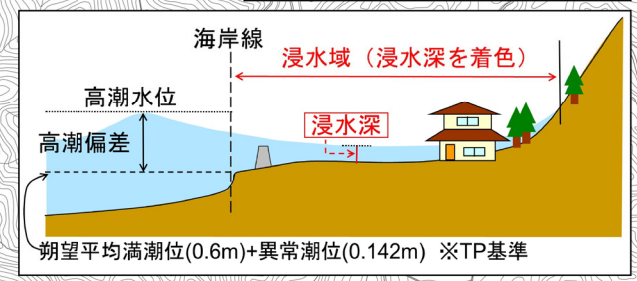 海岸線
浸水域（浸水深を着色）
高潮水位
高潮偏差
浸水深
朔望平均満潮位(0.6m)+異常潮位(0.142m) ※TP基準